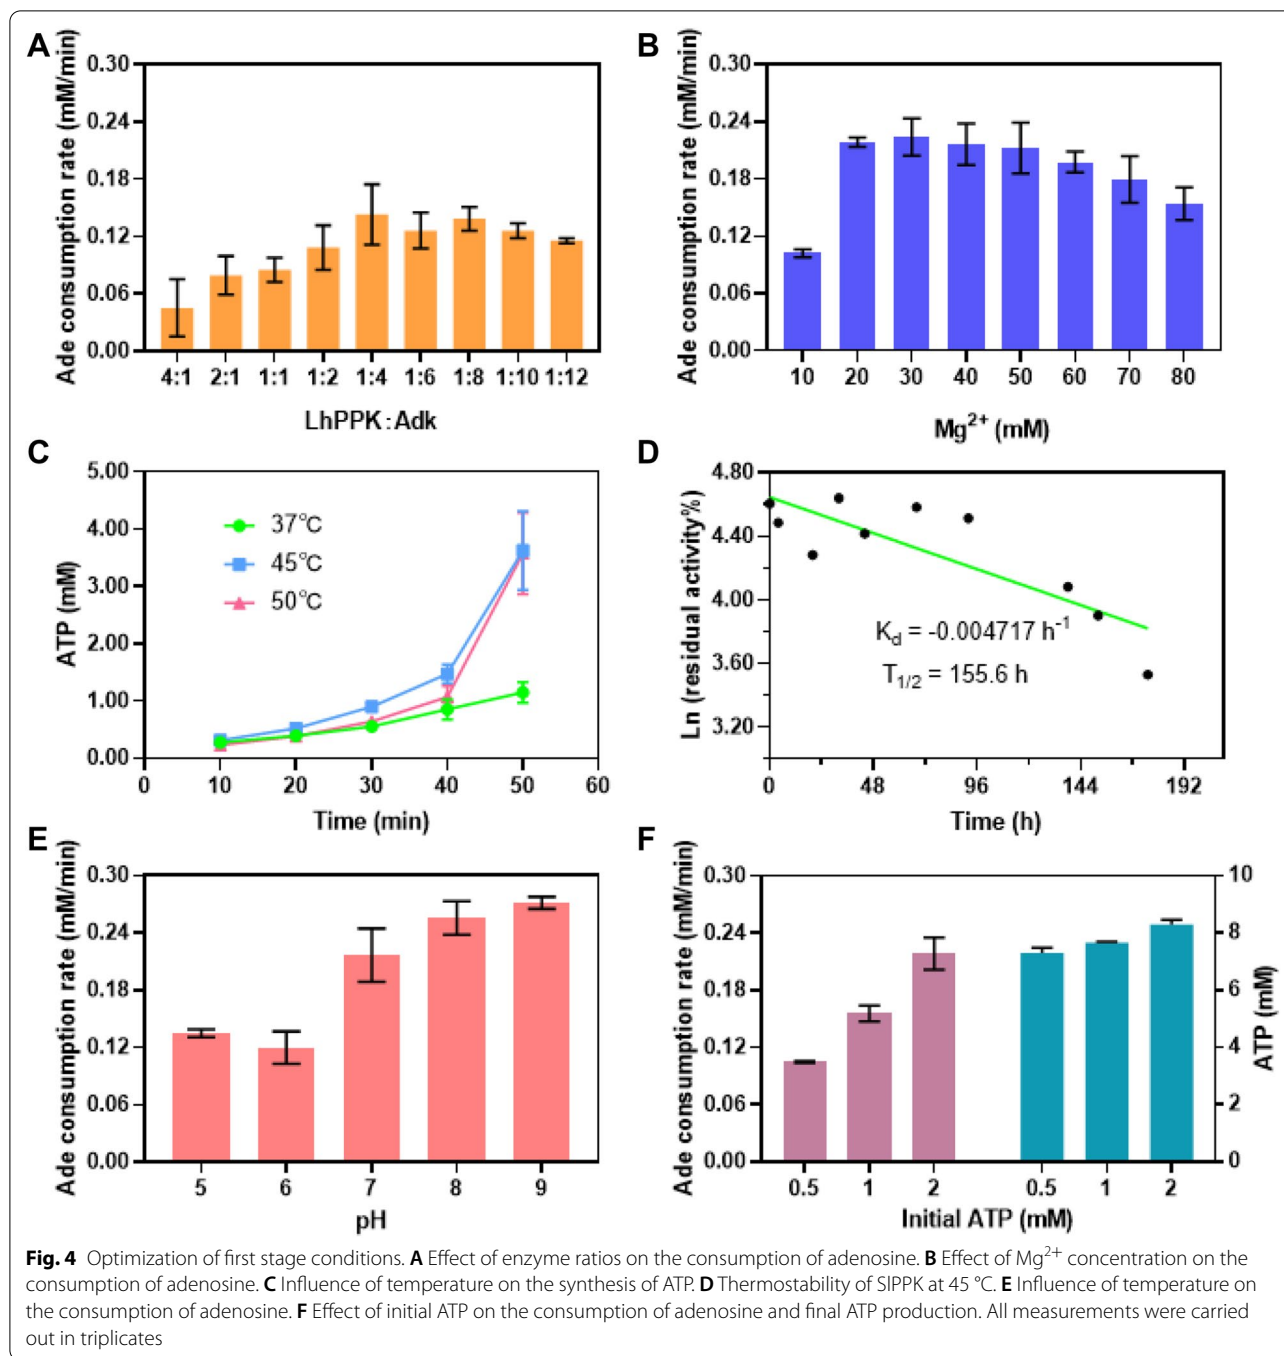 A
Ade consumption rate (mM/min)
0.30
0.24
0.18
0.12
0.06
0.00
4:1 2:1 1:1 1:2 1:4 1:6 1:8 1:10 1:12
LhPPK:Adk
B
Ade consumption rate (mM/min)
0.30
0.24
0.18
0.12
0.06
0.00
10 20 30 40 50 60 70 80
Mg²⁺ (mM)
C
ATP (mM)
5.00
4.00
3.00
2.00
1.00
0.00
37°C
45°C
50°C
0 10 20 30 40 50 60
Time (min)
D
Ln (residual activity%)
4.80
4.40
4.00
3.60
3.20
K_d = -0.004717 h⁻¹
T_1/2 = 155.6 h
0 48 96 144 192
Time (h)
E
Ade consumption rate (mM/min)
0.30
0.24
0.18
0.12
0.06
0.00
5 6 7 8 9
pH
F
Ade consumption rate (mM/min)
0.30
0.24
0.18
0.12
0.06
0.00
10
8
6
4
2
0
ATP (mM)
0.5 1 2 0.5 1 2
Initial ATP (mM)
Fig. 4 Optimization of first stage conditions. A Effect of enzyme ratios on the consumption of adenosine. B Effect of Mg²⁺ concentration on the
consumption of adenosine. C Influence of temperature on the synthesis of ATP. D Thermostability of SlPPK at 45 °C. E Influence of temperature on
the consumption of adenosine. F Effect of initial ATP on the consumption of adenosine and final ATP production. All measurements were carried
out in triplicates